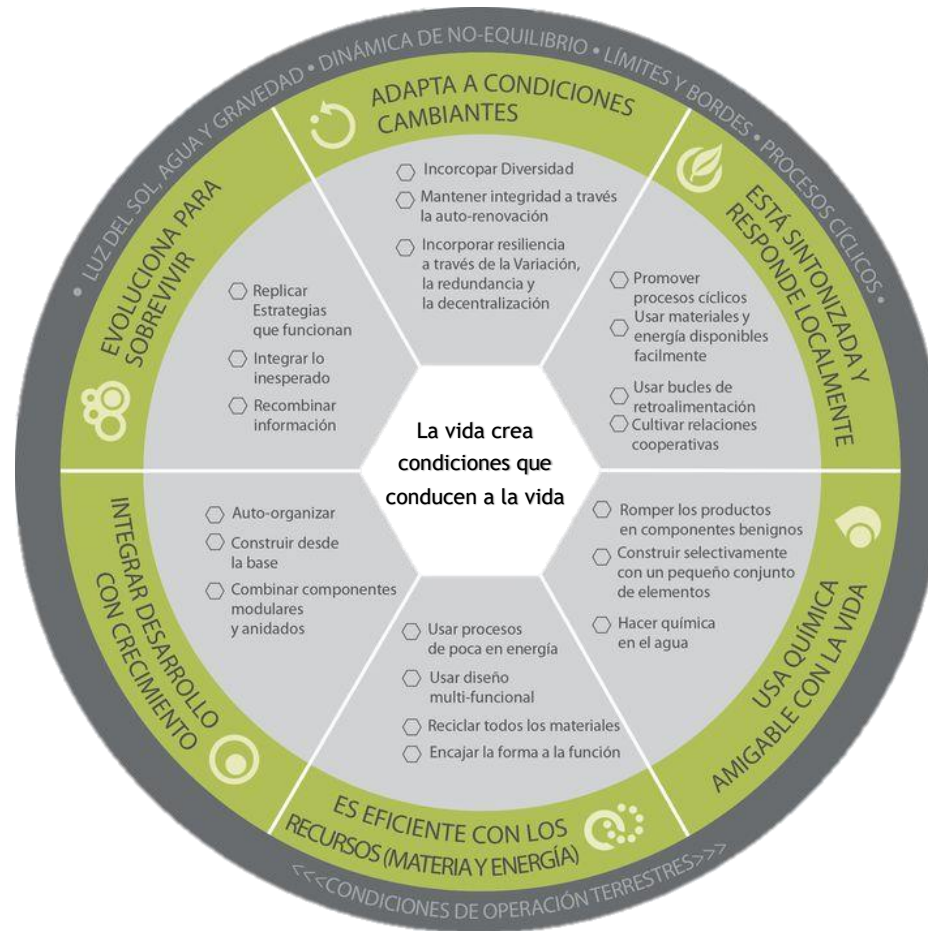 • LUZ DEL SOL, AGUA Y GRAVEDAD • DINÁMICA DE NO-EQUILIBRIO • LÍMITES Y BORDES • PROCESOS CÍCLICOS •
ADAPTA A CONDICIONES
CAMBIANTES
Incorcopar Diversidad
Mantener integridad a través
la auto-renovación
Incorporar resiliencia
a través de la Variación,
la redundancia y
la decentralización
ESTÁ SINTONIZADA Y
RESPONDE LOCALMENTE
Promover
procesos cíclicos
Usar materiales y
energía disponibles
facilmente
Usar bucles de
retroalimentación
Cultivar relaciones
cooperativas
USA QUÍMICA
AMIGABLE CON LA VIDA
Romper los productos
en componentes benignos
Construir selectivamente
con un pequeño conjunto
de elementos
Hacer química
en el agua
ES EFICIENTE CON LOS
RECURSOS (MATERIA Y ENERGÍA)
Usar procesos
de poca en energía
Usar diseño
multi-funcional
Reciclar todos los materiales
Encajar la forma a la función
INTEGRAR DESARROLLO
CON CRECIMIENTO
Auto-organizar
Construir desde
la base
Combinar componentes
modulares
y anidados
EVOLUCIONA PARA
SOBREVIVIR
Replicar
Estrategias
que funcionan
Integrar lo
inesperado
Recombinar
información
La vida crea
condiciones que
conducen a la vida
<<<CONDICIONES DE OPERACIÓN TERRESTRES>>>